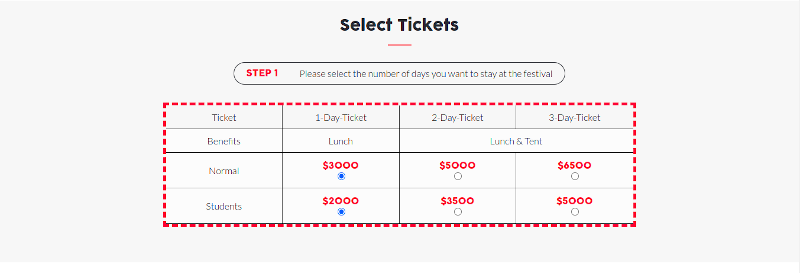 Select Tickets
STEP 1 Please select the number of days you want to stay at the festival
Ticket 1-Day-Ticket 2-Day-Ticket 3-Day-Ticket
Benefits Lunch Lunch & Tent
Normal $3000 $5000 $6500
Students $2000 $3500 $5000